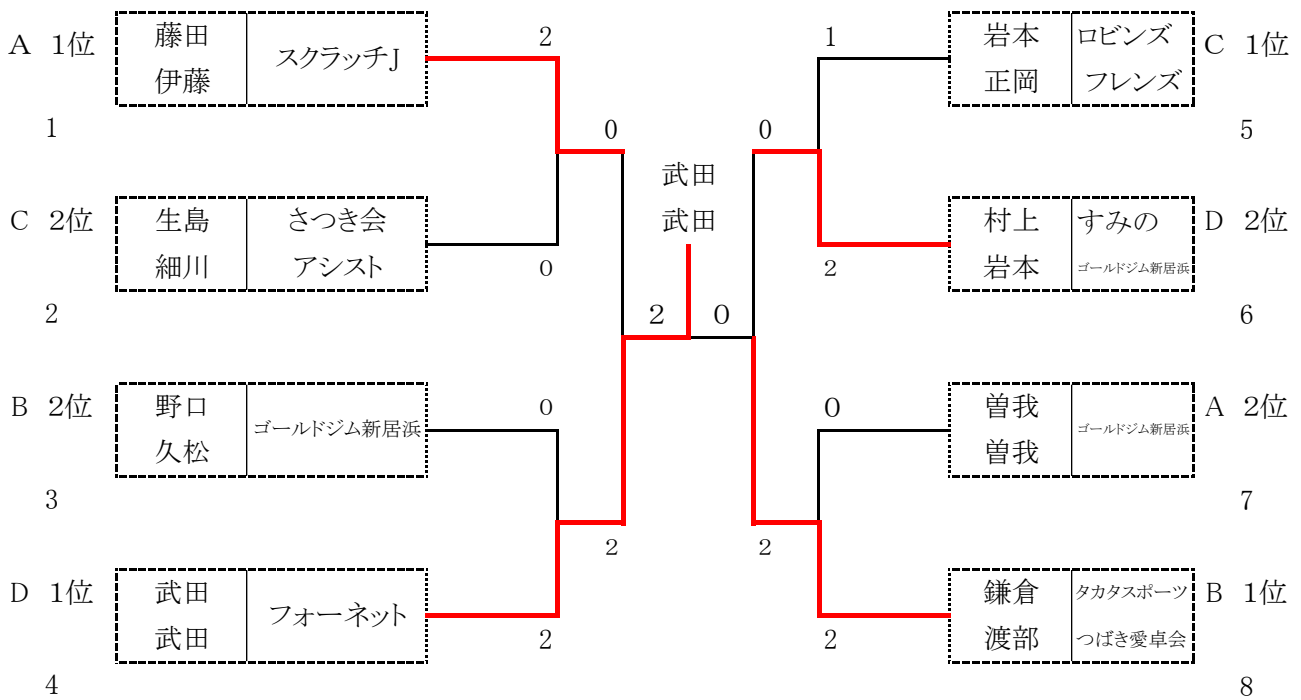 A 1位
藤田
伊藤
スクラッチJ
2
1
岩本
正岡
ロビンズ
フレンズ
C 1位
1
0
0
5
武田
武田
C 2位
生島
細川
さつき会
アシスト
0
2
村上
岩本
すみの
ゴールドジム新居浜
D 2位
2
2
0
6
B 2位
野口
久松
ゴールドジム新居浜
0
0
曽我
曽我
ゴールドジム新居浜
A 2位
3
7
2
2
D 1位
武田
武田
フォーネット
2
2
鎌倉
渡部
タカタスポーツ
つばき愛卓会
B 1位
4
8